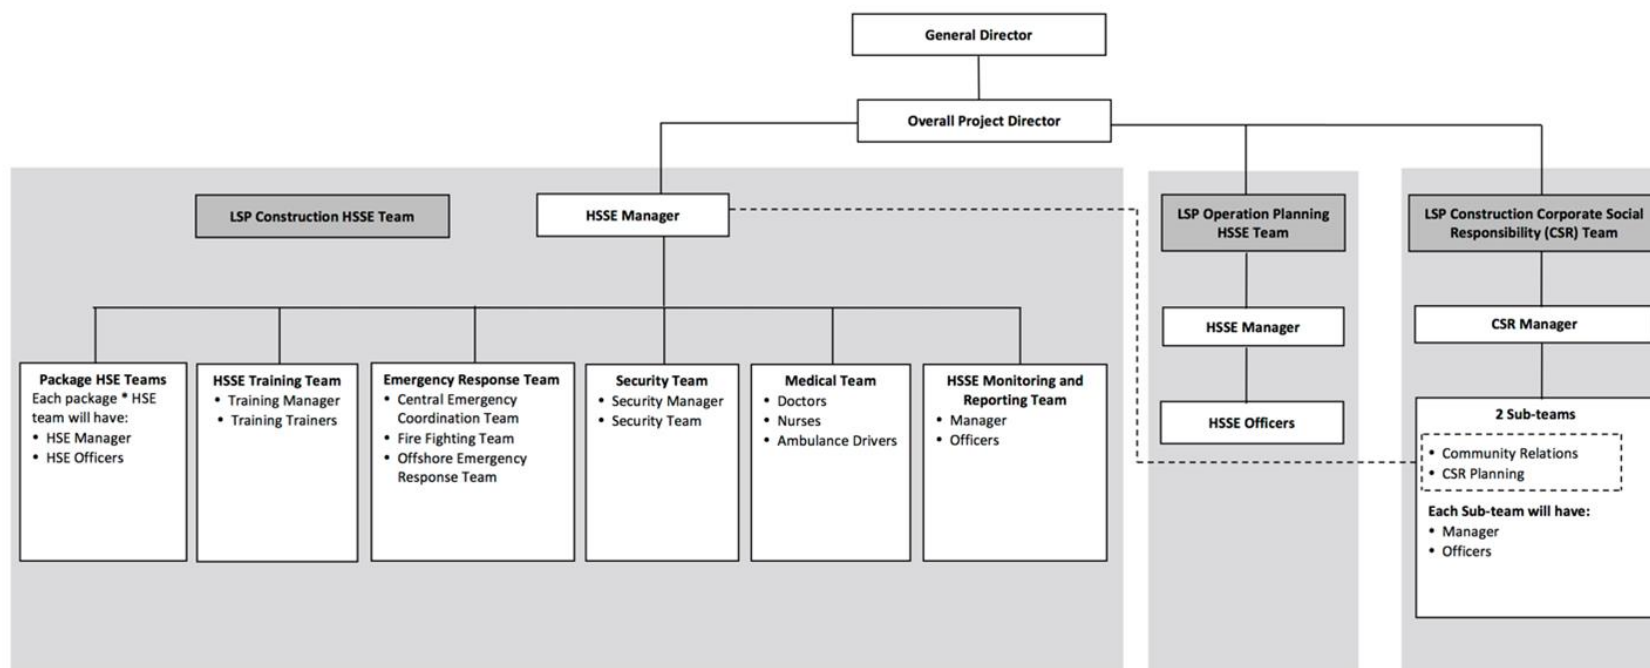 General Director
Overall Project Director
LSP Construction HSSE Team
HSSE Manager
LSP Operation Planning
HSSE Team
LSP Construction Corporate Social
Responsibility (CSR) Team
HSSE Manager
CSR Manager
HSSE Officers
Package HSE Teams
Each package * HSE
team will have:
• HSE Manager
• HSE Officers
HSSE Training Team
• Training Manager
• Training Trainers
Emergency Response Team
• Central Emergency
Coordination Team
• Fire Fighting Team
• Offshore Emergency
Response Team
Security Team
• Security Manager
• Security Team
Medical Team
• Doctors
• Nurses
• Ambulance Drivers
HSSE Monitoring and
Reporting Team
• Manager
• Officers
2 Sub-teams
• Community Relations
• CSR Planning
Each Sub-team will have:
• Manager
• Officers